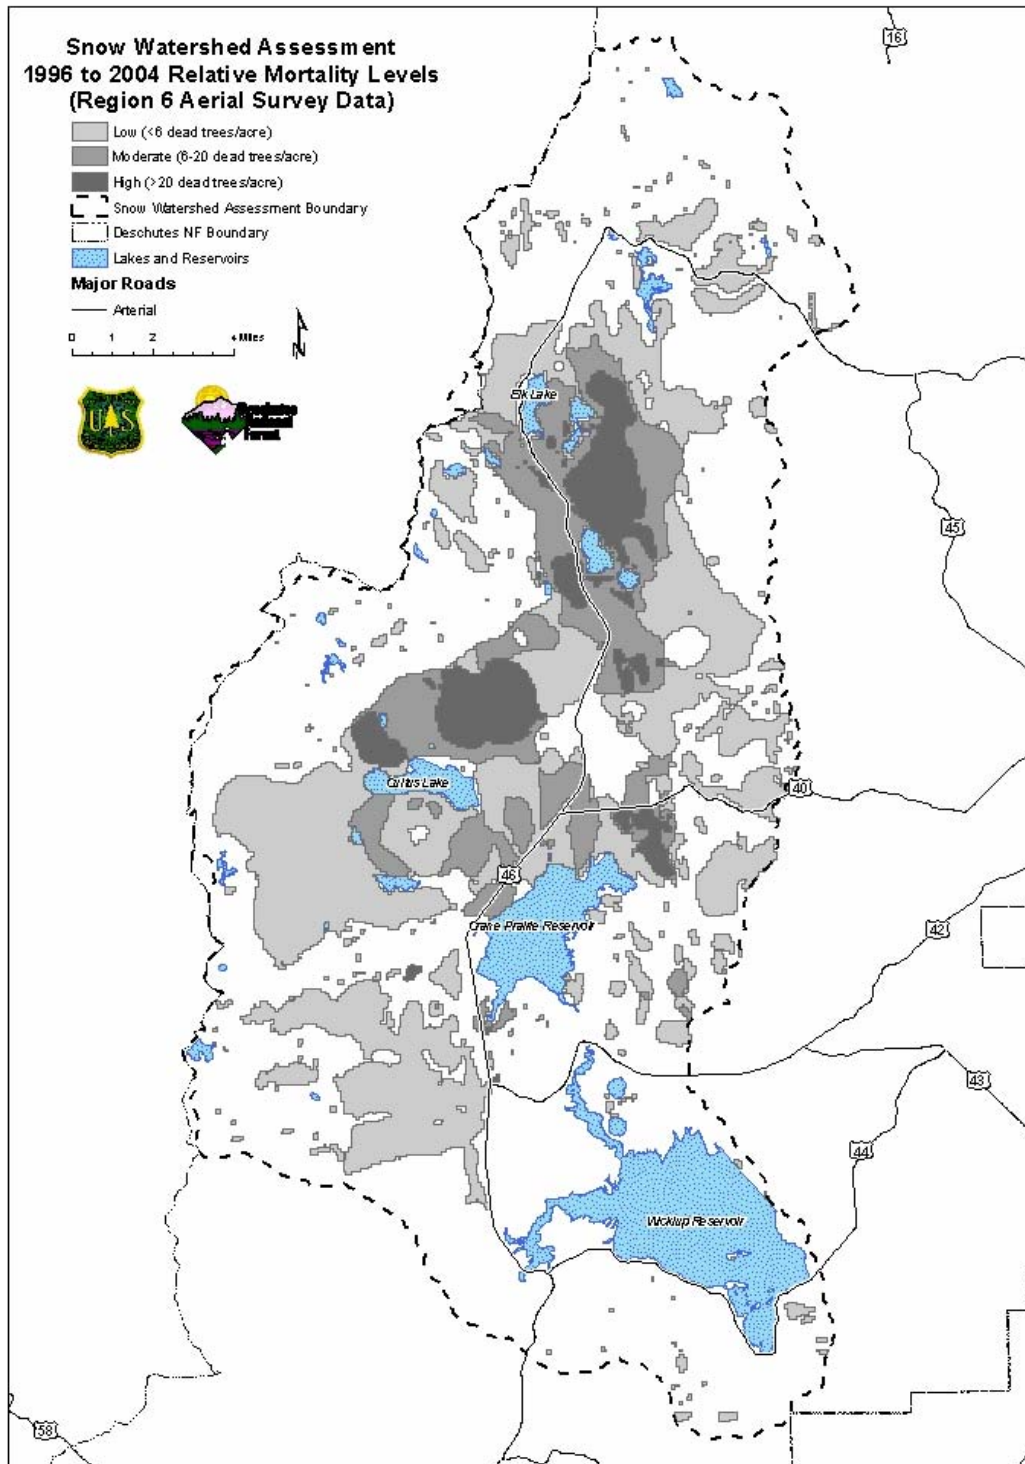 Snow Watershed Assessment
1996 to 2004 Relative Mortality Levels
(Region 6 Aerial Survey Data)
Low (<6 dead trees/acre)
Moderate (6-20 dead trees/acre)
High (>20 dead trees/acre)
Snow Watershed Assessment Boundary
Deschutes NF Boundary
Lakes and Reservoirs
Major Roads
Arterial
0 1 2 4 Miles
N
U S
Deschutes
National
Forest
16
Elk Lake
45
Cultus Lake
40
46
Crane Prairie Reservoir
42
43
44
Wickiup Reservoir
58